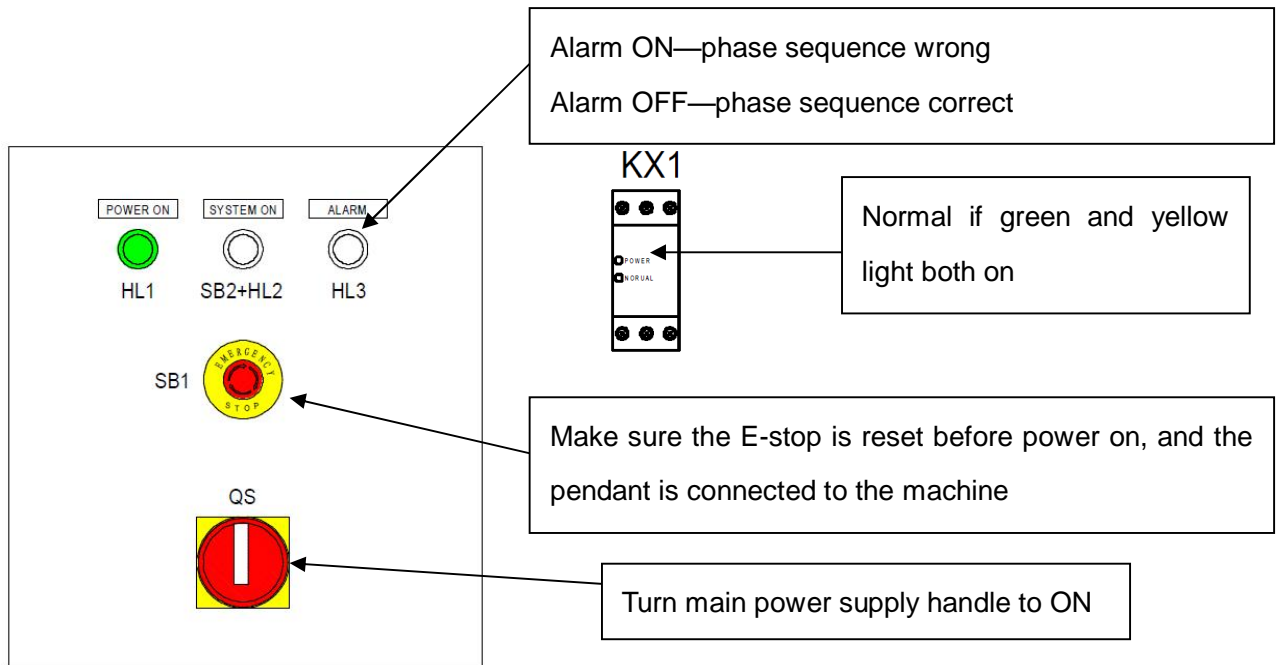 Alarm ON—phase sequence wrong
Alarm OFF—phase sequence correct
KX1
POWER ON
SYSTEM ON
ALARM
Normal if green and yellow
light both on
POWER
NORUAL
HL1
SB2+HL2
HL3
EMERGENCY
STOP
SB1
Make sure the E-stop is reset before power on, and the
pendant is connected to the machine
QS
Turn main power supply handle to ON